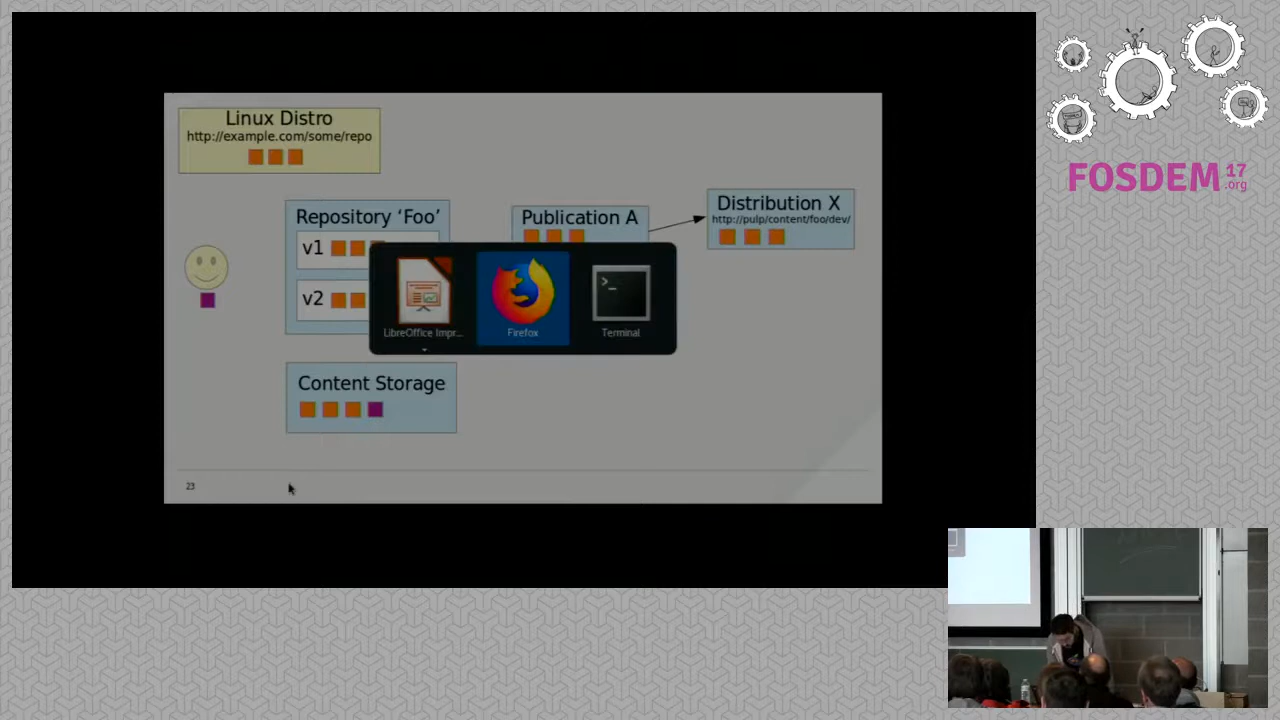 Linux Distro
http://example.com/some/repo
Repository ‘Foo’
v1
v2
Publication A
Distribution X
http://pulp/content/foo/dev/
LibreOffice Impr...
Firefox
>_
Terminal
Content Storage
23
FOSDEM 17
.org